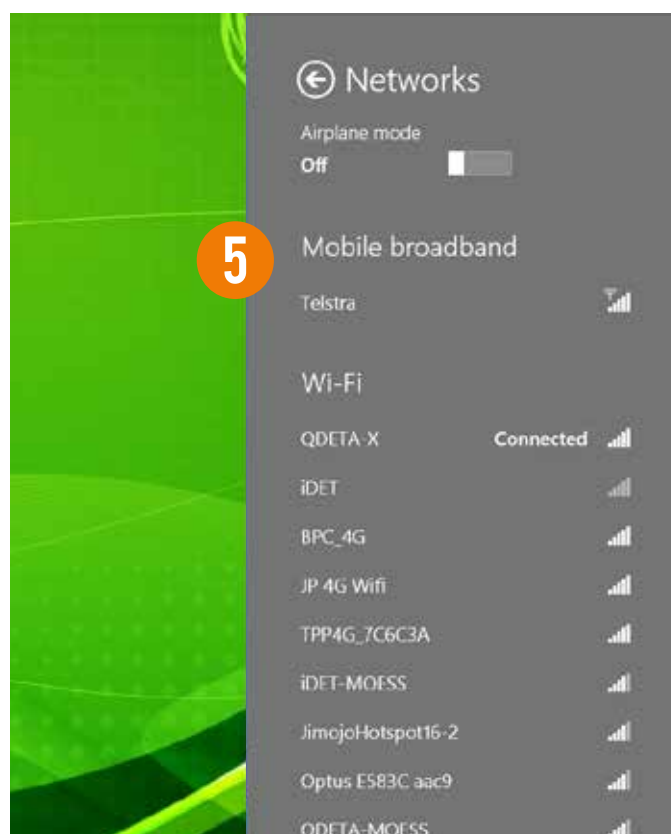 Networks
Airplane mode
Off
5
Mobile broadband
Telstra
Wi-Fi
QDETA-X Connected
iDET
BPC_4G
JP 4G Wifi
TPP4G_7C6C3A
iDET-MOESS
JimojoHotspot16-2
Optus E583C aac9
QDETA-MOESS